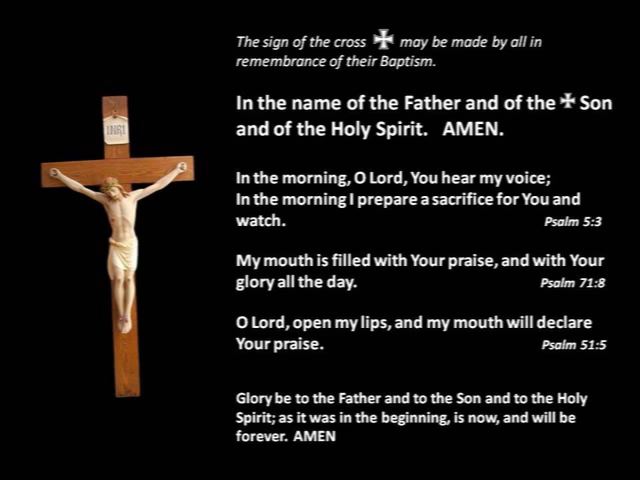 INRI
The sign of the cross ✠ may be made by all in
remembrance of their Baptism.
In the name of the Father and of the ✠ Son
and of the Holy Spirit. AMEN.
In the morning, O Lord, You hear my voice;
In the morning I prepare a sacrifice for You and
watch. Psalm 5:3
My mouth is filled with Your praise, and with Your
glory all the day. Psalm 71:8
O Lord, open my lips, and my mouth will declare
Your praise. Psalm 51:5
Glory be to the Father and to the Son and to the Holy
Spirit; as it was in the beginning, is now, and will be
forever. AMEN